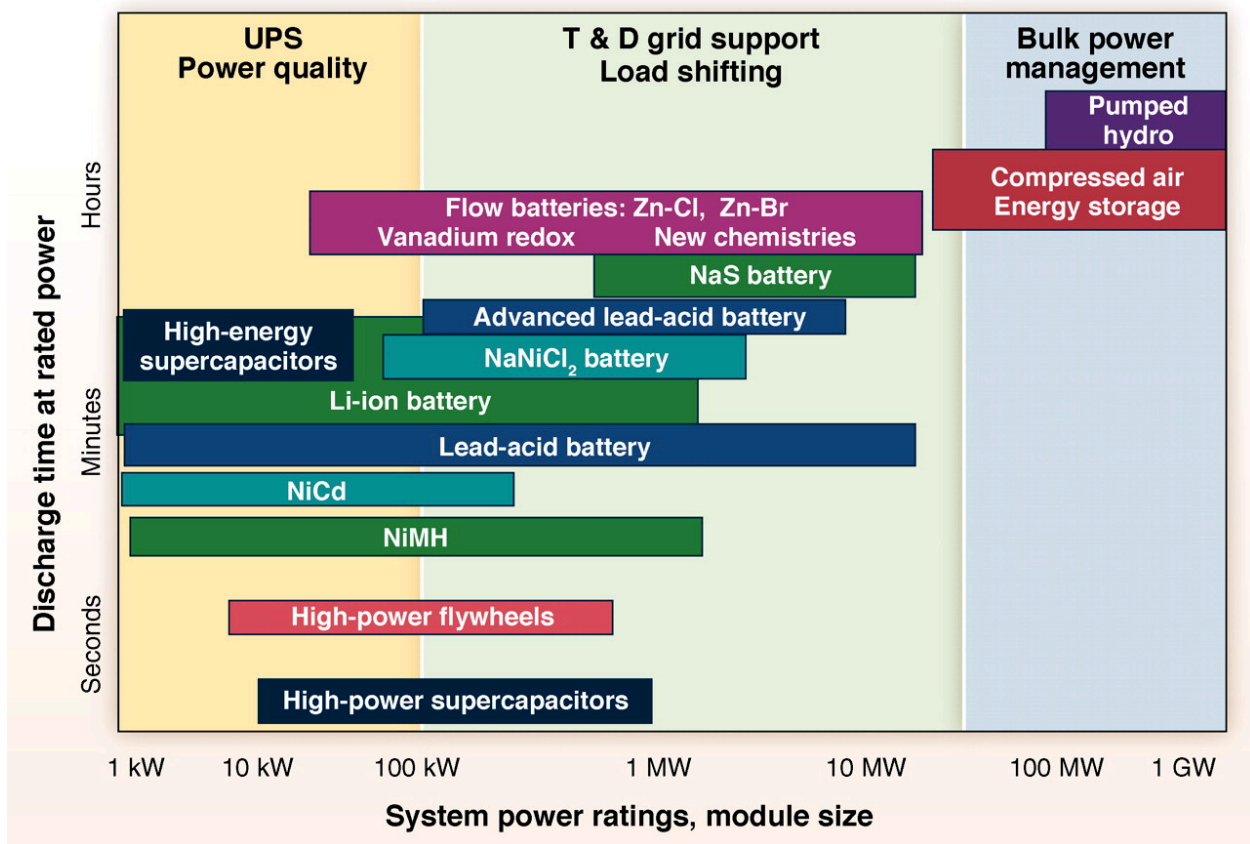 UPS
Power quality
T & D grid support
Load shifting
Bulk power
management
Pumped
hydro
Compressed air
Energy storage
Flow batteries: Zn-Cl, Zn-Br
Vanadium redox New chemistries
NaS battery
Advanced lead-acid battery
High-energy
supercapacitors
NaNiCl₂ battery
Li-ion battery
Lead-acid battery
NiCd
NiMH
High-power flywheels
High-power supercapacitors
Discharge time at rated power
Hours
Minutes
Seconds
1 kW 10 kW 100 kW 1 MW 10 MW 100 MW 1 GW
System power ratings, module size